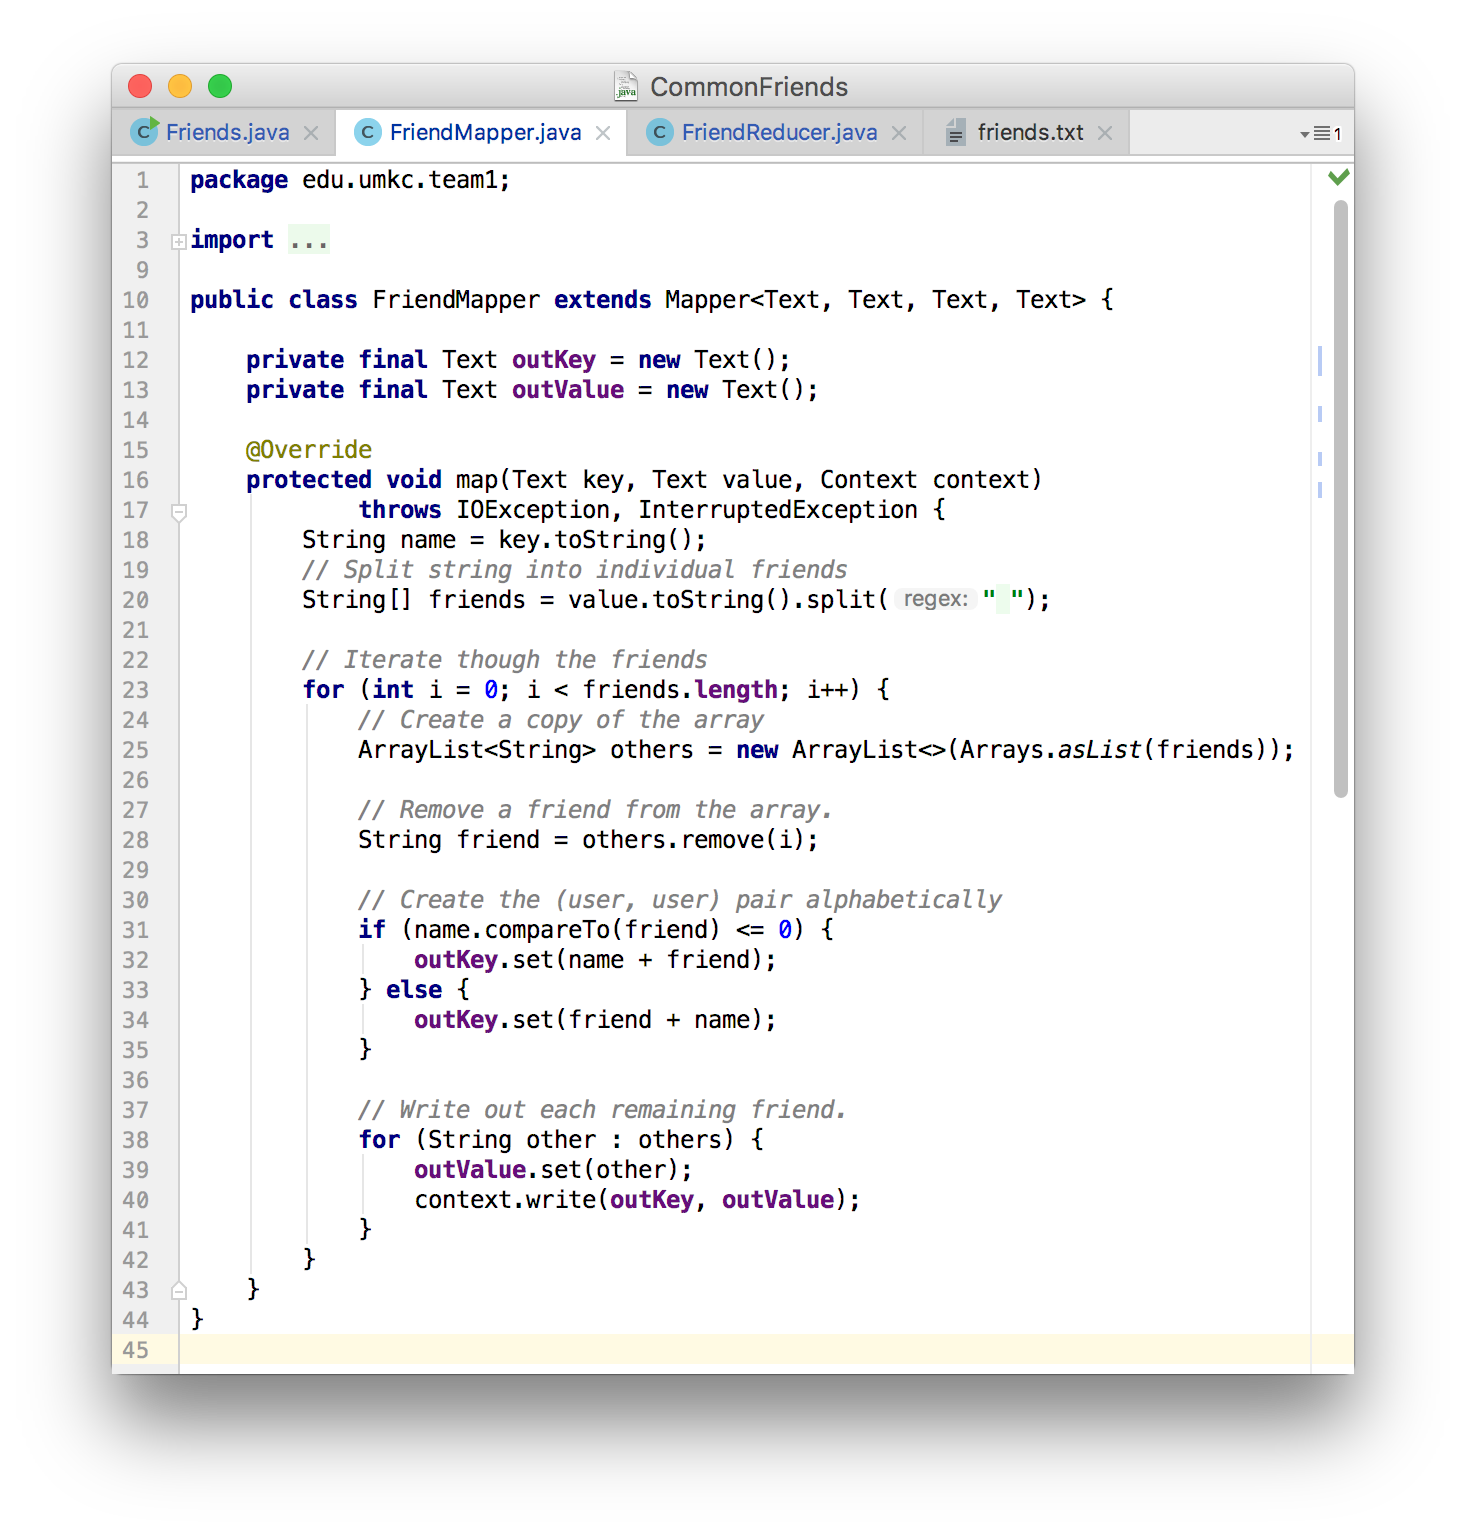 CommonFriends
Friends.java FriendMapper.java FriendReducer.java friends.txt 1
1 package edu.umkc.team1;
2
3 import ...
9
10 public class FriendMapper extends Mapper<Text, Text, Text, Text> {
11
12     private final Text outKey = new Text();
13     private final Text outValue = new Text();
14
15     @Override
16     protected void map(Text key, Text value, Context context)
17             throws IOException, InterruptedException {
18         String name = key.toString();
19         // Split string into individual friends
20         String[] friends = value.toString().split( regex: " ");
21
22         // Iterate though the friends
23         for (int i = 0; i < friends.length; i++) {
24             // Create a copy of the array
25             ArrayList<String> others = new ArrayList<>(Arrays.asList(friends));
26
27             // Remove a friend from the array.
28             String friend = others.remove(i);
29
30             // Create the (user, user) pair alphabetically
31             if (name.compareTo(friend) <= 0) {
32                 outKey.set(name + friend);
33             } else {
34                 outKey.set(friend + name);
35             }
36
37             // Write out each remaining friend.
38             for (String other : others) {
39                 outValue.set(other);
40                 context.write(outKey, outValue);
41             }
42         }
43     }
44 }
45